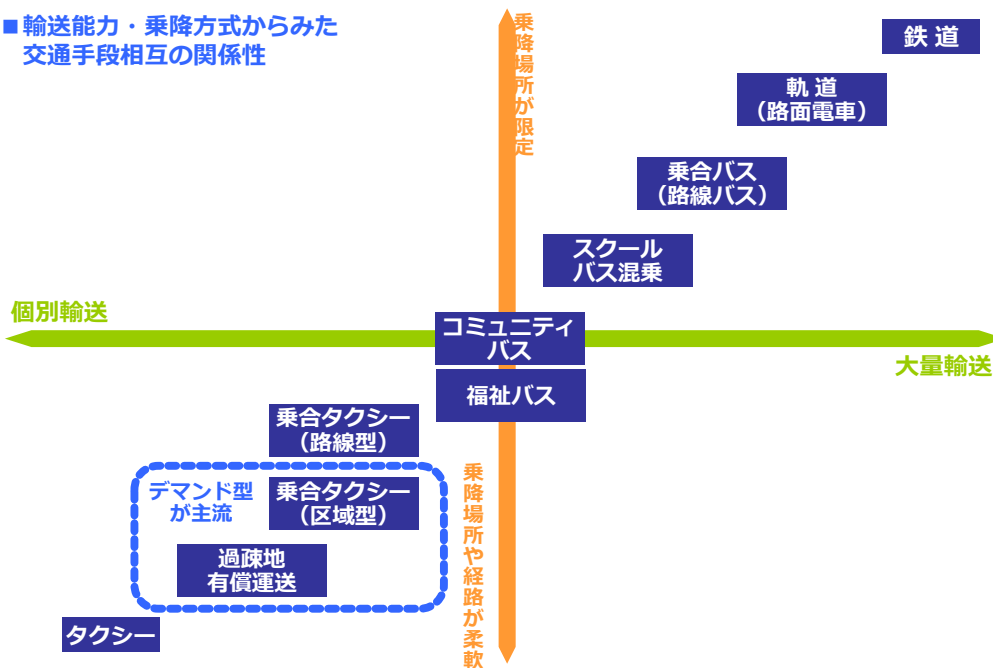 ■輸送能力・乗降方式からみた
交通手段相互の関係性
乗降場所が限定
鉄 道
軌 道
（路面電車）
乗合バス
（路線バス）
スクール
バス混乗
個別輸送
コミュニティ
バス
大量輸送
福祉バス
乗合タクシー
（路線型）
デマンド型
が主流
乗合タクシー
（区域型）
乗降場所や経路が柔軟
過疎地
有償運送
タクシー